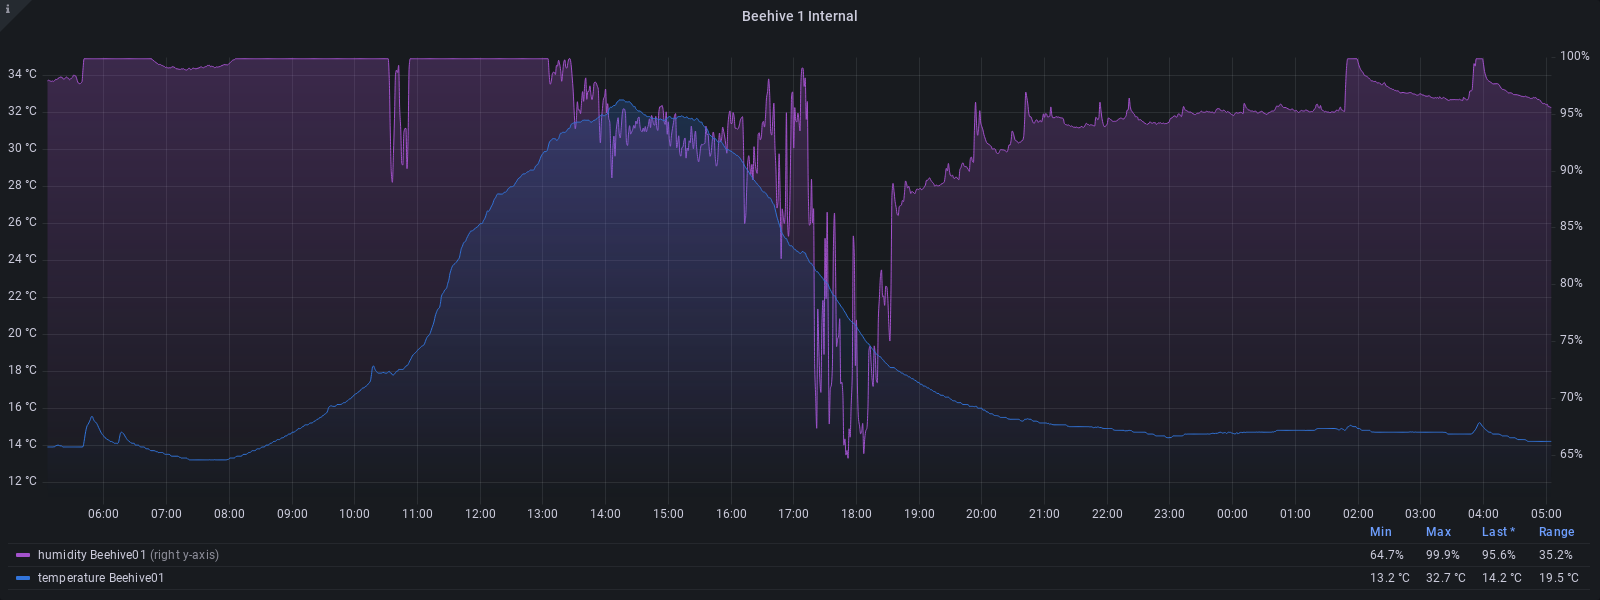 i
Beehive 1 Internal
34 °C
32 °C
30 °C
28 °C
26 °C
24 °C
22 °C
20 °C
18 °C
16 °C
14 °C
12 °C
100%
95%
90%
85%
80%
75%
70%
65%
06:00 07:00 08:00 09:00 10:00 11:00 12:00 13:00 14:00 15:00 16:00 17:00 18:00 19:00 20:00 21:00 22:00 23:00 00:00 01:00 02:00 03:00 04:00 05:00
Min Max Last * Range
humidity Beehive01 (right y-axis) 64.7% 99.9% 95.6% 35.2%
temperature Beehive01 13.2 °C 32.7 °C 14.2 °C 19.5 °C